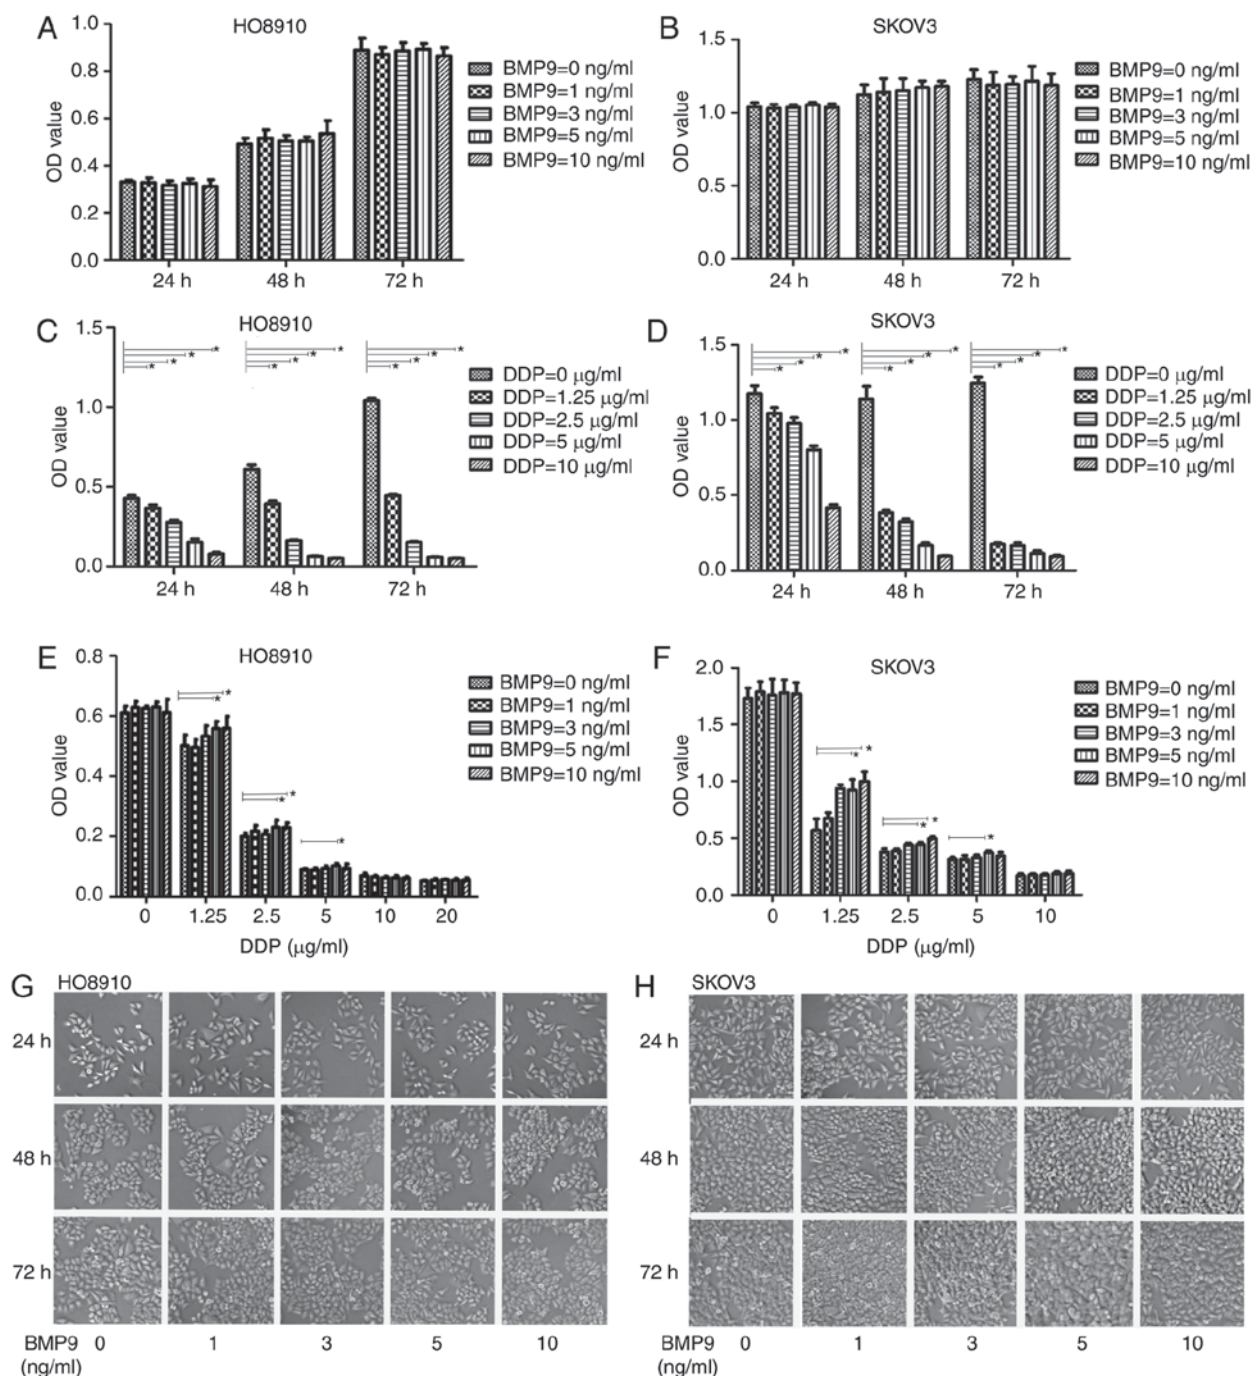 A
HO8910
OD value
1.0
0.8
0.6
0.4
0.2
0.0
24 h
48 h
72 h
BMP9=0 ng/ml
BMP9=1 ng/ml
BMP9=3 ng/ml
BMP9=5 ng/ml
BMP9=10 ng/ml
B
SKOV3
OD value
1.5
1.0
0.5
0.0
24 h
48 h
72 h
BMP9=0 ng/ml
BMP9=1 ng/ml
BMP9=3 ng/ml
BMP9=5 ng/ml
BMP9=10 ng/ml
C
HO8910
OD value
1.5
1.0
0.5
0.0
* * * *
* * * *
* * * *
24 h
48 h
72 h
DDP=0 μg/ml
DDP=1.25 μg/ml
DDP=2.5 μg/ml
DDP=5 μg/ml
DDP=10 μg/ml
D
SKOV3
OD value
1.5
1.0
0.5
0.0
* * * *
* * * *
* * * *
24 h
48 h
72 h
DDP=0 μg/ml
DDP=1.25 μg/ml
DDP=2.5 μg/ml
DDP=5 μg/ml
DDP=10 μg/ml
E
HO8910
OD value
0.8
0.6
0.4
0.2
0.0
* *
* *
*
0 1.25 2.5 5 10 20
DDP (μg/ml)
BMP9=0 ng/ml
BMP9=1 ng/ml
BMP9=3 ng/ml
BMP9=5 ng/ml
BMP9=10 ng/ml
F
SKOV3
OD value
2.0
1.5
1.0
0.5
0.0
* *
* *
*
0 1.25 2.5 5 10
DDP (μg/ml)
BMP9=0 ng/ml
BMP9=1 ng/ml
BMP9=3 ng/ml
BMP9=5 ng/ml
BMP9=10 ng/ml
G
HO8910
24 h
48 h
72 h
BMP9 0 1 3 5 10
(ng/ml)
H
SKOV3
24 h
48 h
72 h
BMP9 0 1 3 5 10
(ng/ml)